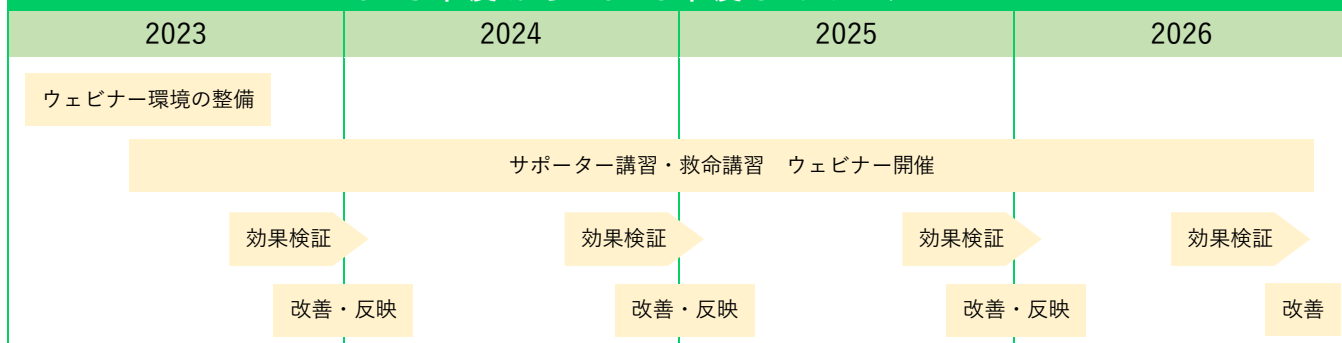 2023 2024 2025 2026
ウェビナー環境の整備
サポーター講習・救命講習　ウェビナー開催
効果検証 効果検証 効果検証 効果検証
改善・反映 改善・反映 改善・反映 改善